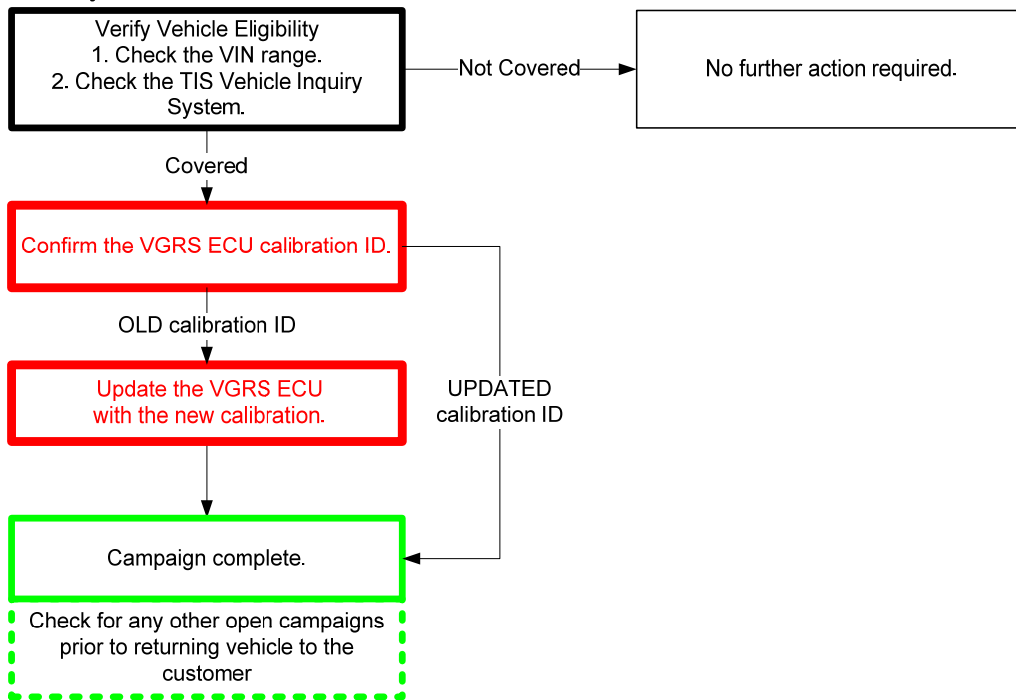 Verify Vehicle Eligibility
1. Check the VIN range.
2. Check the TIS Vehicle Inquiry
System.
Not Covered
No further action required.
Covered
Confirm the VGRS ECU calibration ID.
OLD calibration ID
Update the VGRS ECU
with the new calibration.
UPDATED
calibration ID
Campaign complete.
Check for any other open campaigns
prior to returning vehicle to the
customer